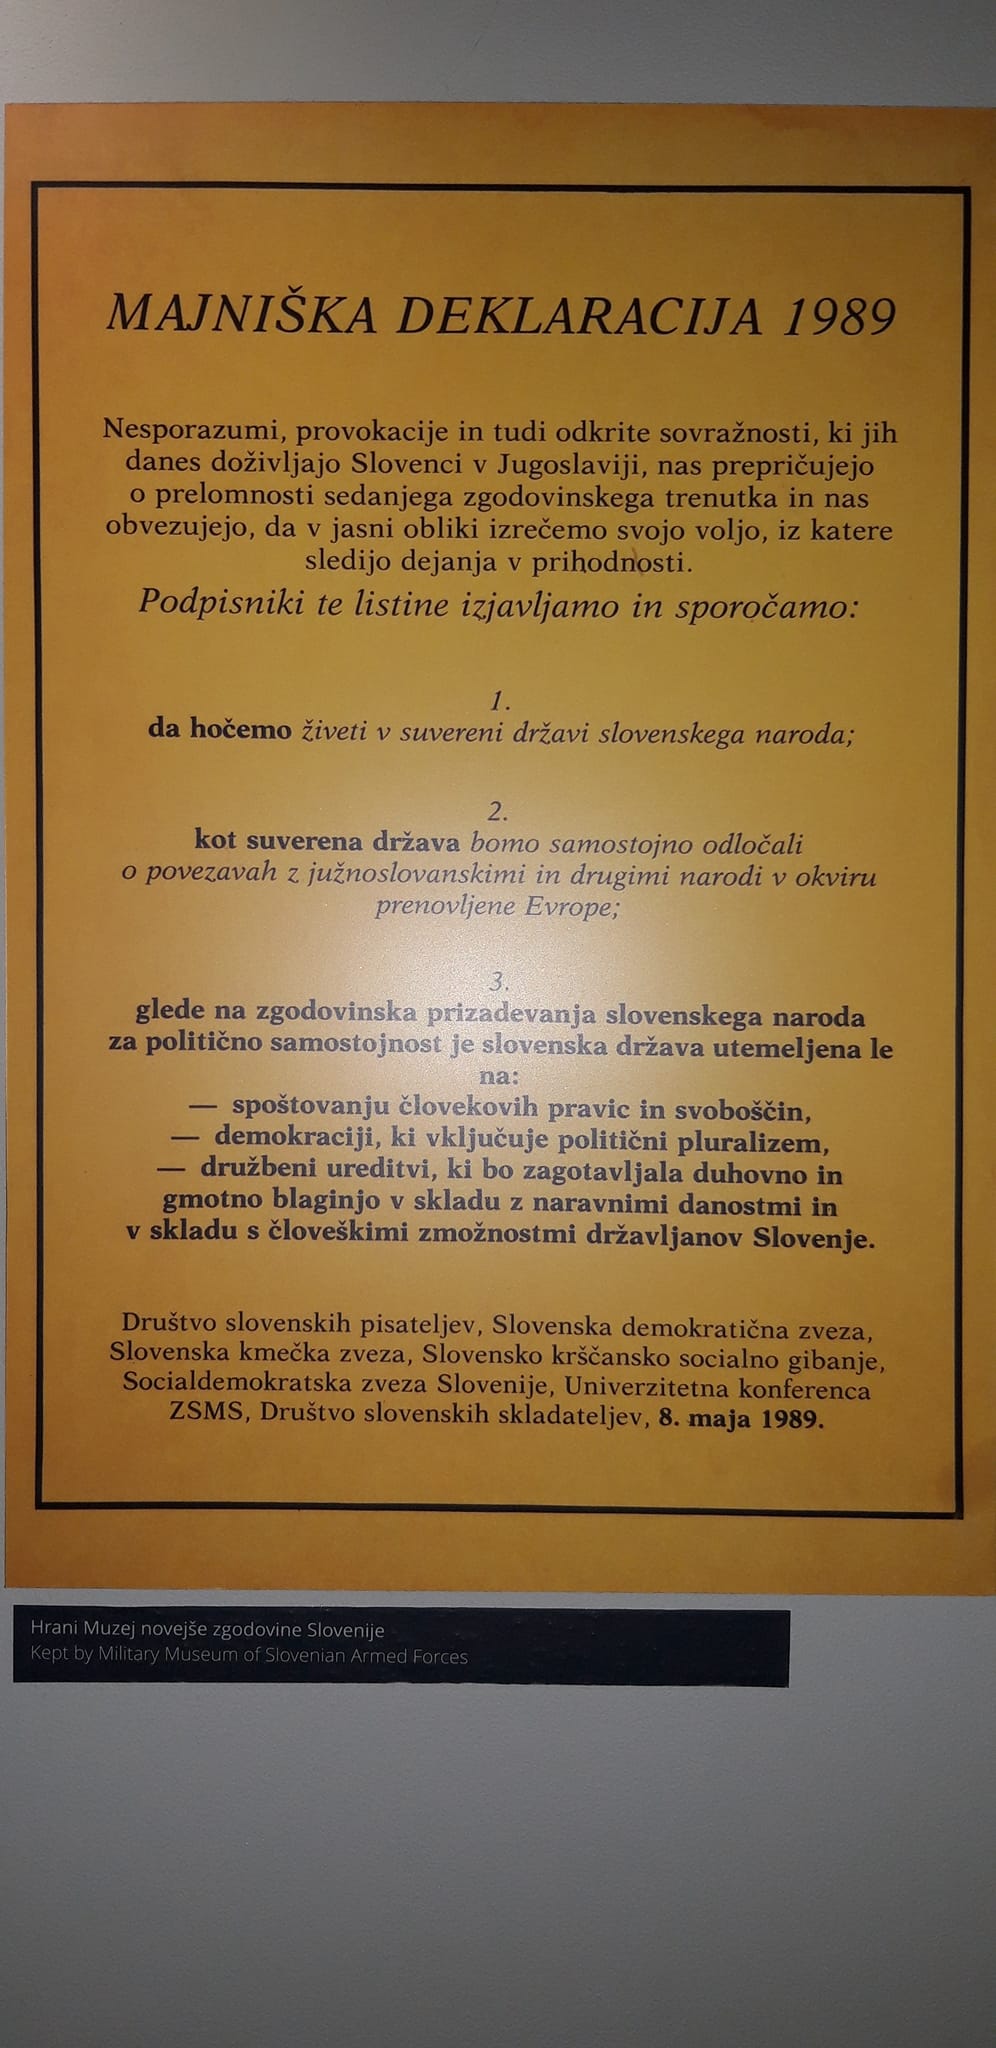 MAJNIŠKA DEKLARACIJA 1989
Nesporazumi, provokacije in tudi odkrite sovražnosti, ki jih
danes doživljajo Slovenci v Jugoslaviji, nas prepričujejo
o prelomnosti sedanjega zgodovinskega trenutka in nas
obvezujejo, da v jasni obliki izrečemo svojo voljo, iz katere
sledijo dejanja v prihodnosti.
Podpisniki te listine izjavljamo in sporočamo:
1.
da hočemo živeti v suvereni državi slovenskega naroda;
2.
kot suverena država bomo samostojno odločali
o povezavah z južnoslovanskimi in drugimi narodi v okviru
prenovljene Evrope;
3.
glede na zgodovinska prizadevanja slovenskega naroda
za politično samostojnost je slovenska država utemeljena le
na:
— spoštovanju človekovih pravic in svoboščin,
— demokraciji, ki vključuje politični pluralizem,
— družbeni ureditvi, ki bo zagotavljala duhovno in
gmotno blaginjo v skladu z naravnimi danostmi in
v skladu s človeškimi zmožnostmi državljanov Slovenje.
Društvo slovenskih pisateljev, Slovenska demokratična zveza,
Slovenska kmečka zveza, Slovensko krščansko socialno gibanje,
Socialdemokratska zveza Slovenije, Univerzitetna konferenca
ZSMS, Društvo slovenskih skladateljev, 8. maja 1989.
Hrani Muzej novejše zgodovine Slovenije
Kept by Military Museum of Slovenian Armed Forces